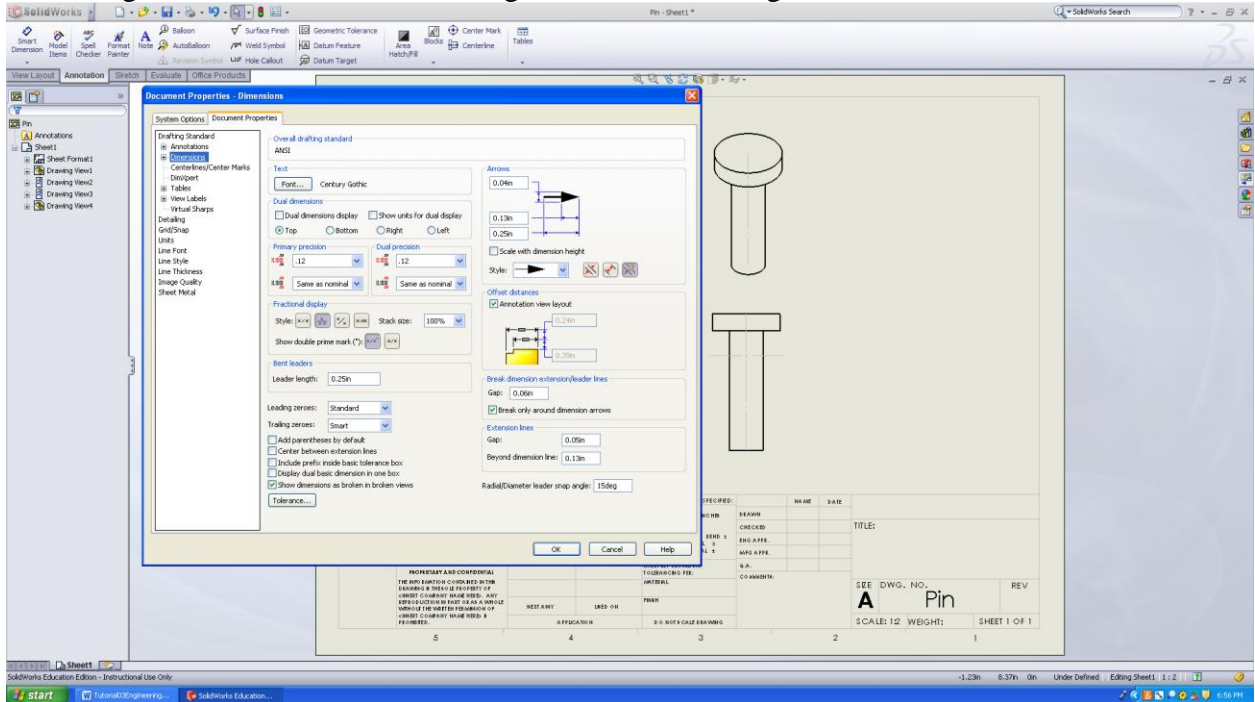 SolidWorks
Pin - Sheet1 *
SolidWorks Search
Smart Dimension
Model Items
Spell Checker
Format Painter
Note
Balloon
AutoBalloon
Revision Symbol
Surface Finish
Weld Symbol
Hole Callout
Geometric Tolerance
Datum Feature
Datum Target
Area Hatch/Fill
Blocks
Center Mark
Centerline
Tables
View Layout Annotation Sketch Evaluate Office Products
Pin
Annotations
Sheet1
Sheet Format1
Drawing View1
Drawing View2
Drawing View3
Drawing View4
Document Properties - Dimensions
System Options Document Properties
Drafting Standard
Annotations
Dimensions
Centerlines/Center Marks
DimXpert
Tables
View Labels
Virtual Sharps
Detailing
Grid/Snap
Units
Line Font
Line Style
Line Thickness
Image Quality
Sheet Metal
Overall drafting standard
ANSI
Text
Font... Century Gothic
Dual dimensions
Dual dimensions display Show units for dual display
Top Bottom Right Left
Primary precision Dual precision
.12 .12
Same as nominal Same as nominal
Fractional display
Style: Stack size: 100%
Show double prime mark ("):
Bent leaders
Leader length: 0.25in
Leading zeroes: Standard
Trailing zeroes: Smart
Add parentheses by default
Center between extension lines
Include prefix inside basic tolerance box
Display dual basic dimension in one box
Show dimensions as broken in broken views
Tolerance...
Arrows
0.04in
0.13in
0.25in
Scale with dimension height
Style:
Offset distances
Annotation view layout
0.24in
0.39in
Break dimension extension/leader lines
Gap: 0.06in
Break only around dimension arrows
Extension lines
Gap: 0.05in
Beyond dimension line: 0.13in
Radial/Diameter leader snap angle: 15deg
OK Cancel Help
NAME DATE
DRAWN
CHECKED
ENG APPR.
MFG APPR.
Q.A.
COMMENTS:
TITLE:
SIZE DWG. NO. REV
A Pin
SCALE: 1:2 WEIGHT: SHEET 1 OF 1
PROPRIETARY AND CONFIDENTIAL
NEXT ASSY USED ON
APPLICATION
MATERIAL
FINISH
DO NOT SCALE DRAWING
5 4 3 2 1
Sheet1
SolidWorks Education Edition - Instructional Use Only
-1.23in 8.37in 0in Under Defined Editing Sheet1 1 : 2
start
Tutorial03Engineering...
SolidWorks Education...
6:56 PM